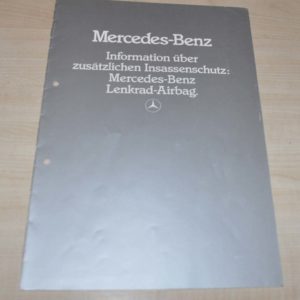 Mercedes-Benz
Information über
zusätzlichen Insassenschutz:
Mercedes-Benz
Lenkrad-Airbag.